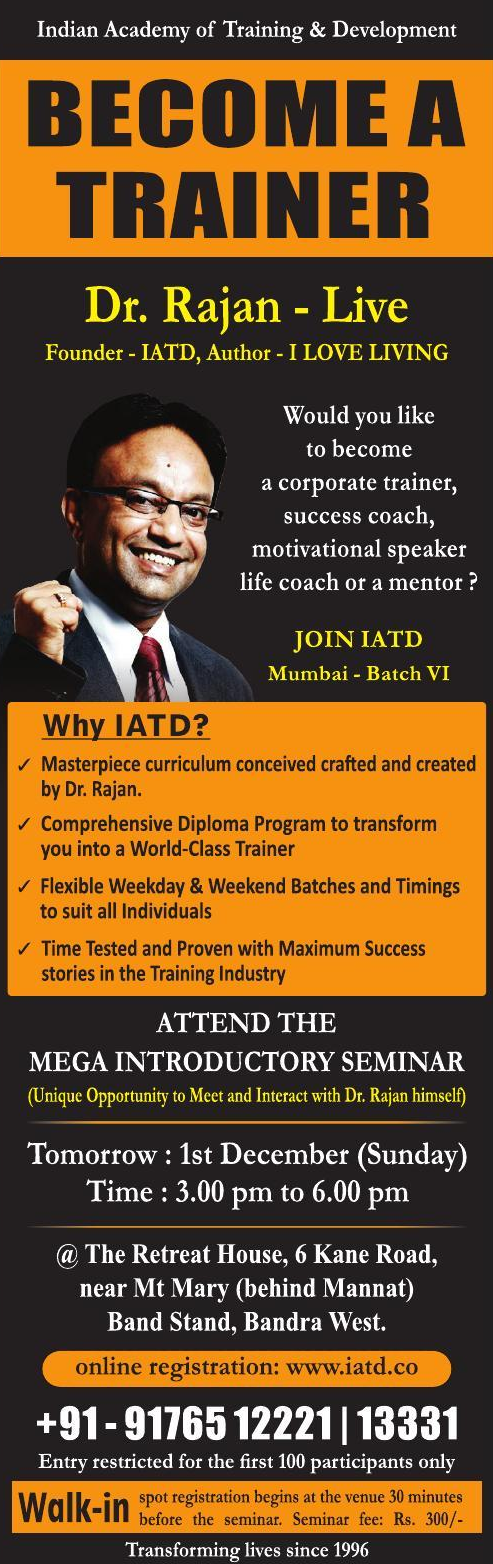 Indian Academy of Training & Development
BECOME A
TRAINER
Dr. Rajan - Live
Founder - IATD, Author - I LOVE LIVING
Would you like
to become
a corporate trainer,
success coach,
motivational speaker
life coach or a mentor ?
JOIN IATD
Mumbai - Batch VI
Why IATD?
✓ Masterpiece curriculum conceived crafted and created
by Dr. Rajan.
✓ Comprehensive Diploma Program to transform
you into a World-Class Trainer
✓ Flexible Weekday & Weekend Batches and Timings
to suit all Individuals
✓ Time Tested and Proven with Maximum Success
stories in the Training Industry
ATTEND THE
MEGA INTRODUCTORY SEMINAR
(Unique Opportunity to Meet and Interact with Dr. Rajan himself)
Tomorrow : 1st December (Sunday)
Time : 3.00 pm to 6.00 pm
@ The Retreat House, 6 Kane Road,
near Mt Mary (behind Mannat)
Band Stand, Bandra West.
online registration: www.iatd.co
+91 - 91765 12221 | 13331
Entry restricted for the first 100 participants only
Walk-in spot registration begins at the venue 30 minutes
before the seminar. Seminar fee: Rs. 300/-
Transforming lives since 1996